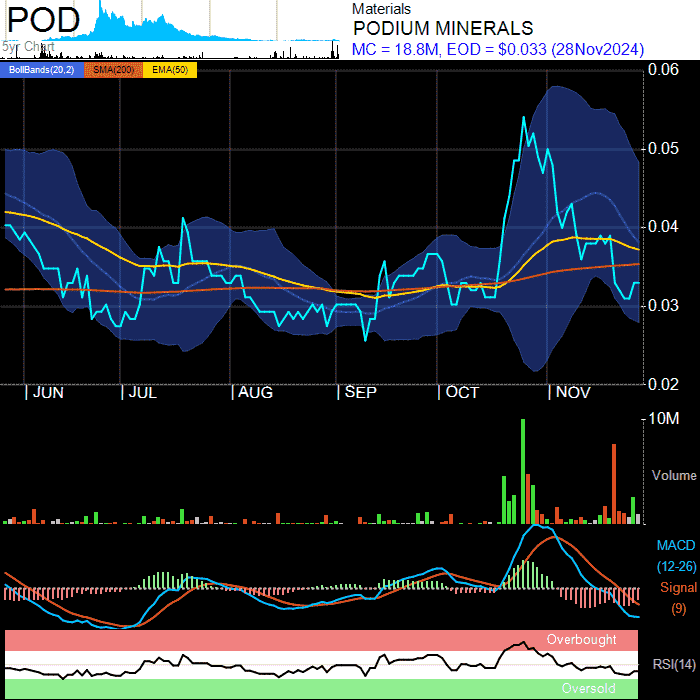 POD
5yr Chart
Materials
PODIUM MINERALS
MC = 18.8M, EOD = $0.033 (28Nov2024)
BollBands(20,2) SMA(200) EMA(50)
0.06
0.05
0.04
0.03
0.02
JUN JUL AUG SEP OCT NOV
10M
Volume
MACD
(12-26)
Signal
(9)
Overbought
RSI(14)
Oversold